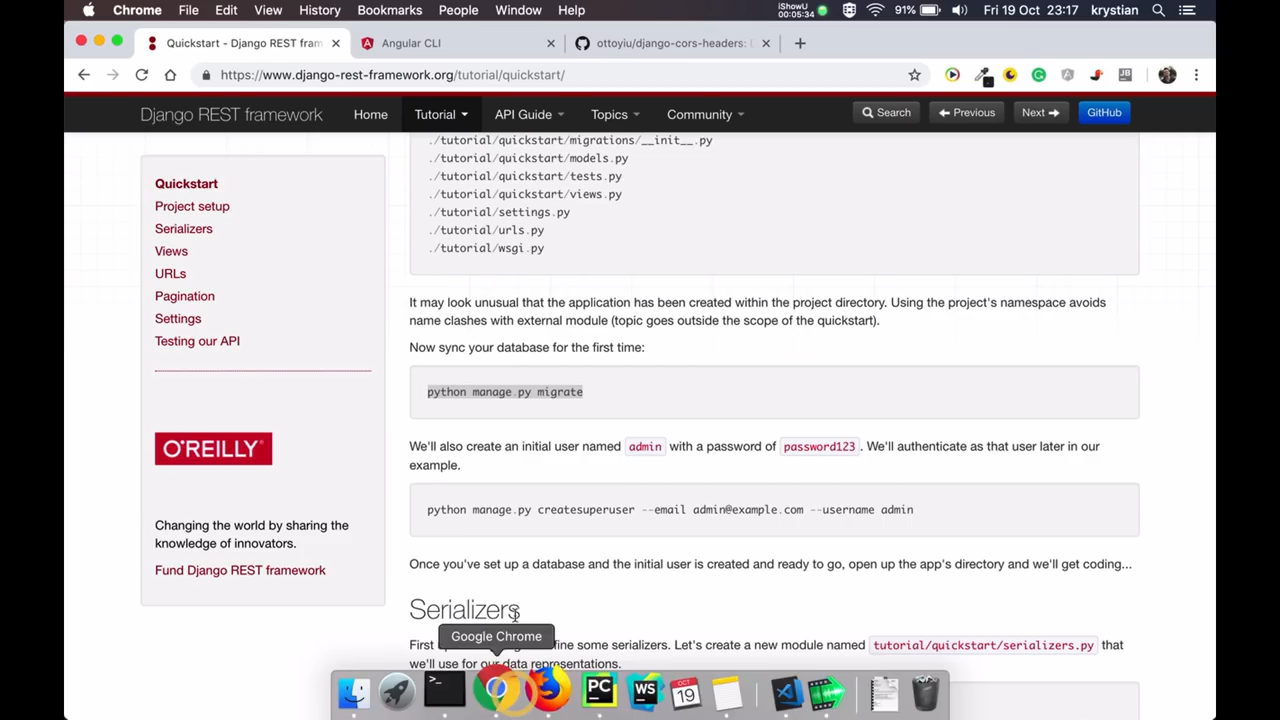 Chrome File Edit View History Bookmarks People Window Help iShowU 00:05:34 91% Fri 19 Oct 23:17 krystian
Quickstart - Django REST fram
Angular CLI
ottoyiu/django-cors-headers:
https://www.django-rest-framework.org/tutorial/quickstart/
JB
Django REST framework Home Tutorial API Guide Topics Community Search Previous Next GitHub
Quickstart
Project setup
Serializers
Views
URLs
Pagination
Settings
Testing our API
O'REILLY
Changing the world by sharing the
knowledge of innovators.
Fund Django REST framework
./tutorial/quickstart/migrations/__init__.py
./tutorial/quickstart/models.py
./tutorial/quickstart/tests.py
./tutorial/quickstart/views.py
./tutorial/settings.py
./tutorial/urls.py
./tutorial/wsgi.py
It may look unusual that the application has been created within the project directory. Using the project's namespace avoids
name clashes with external module (topic goes outside the scope of the quickstart).
Now sync your database for the first time:
python manage.py migrate
We'll also create an initial user named admin with a password of password123. We'll authenticate as that user later in our
example.
python manage.py createsuperuser --email admin@example.com --username admin
Once you've set up a database and the initial user is created and ready to go, open up the app's directory and we'll get coding...
Serializers
Google Chrome
First fine some serializers. Let's create a new module named tutorial/quickstart/serializers.py that
we'll use for our data representations.
PC
WS
OCT
19